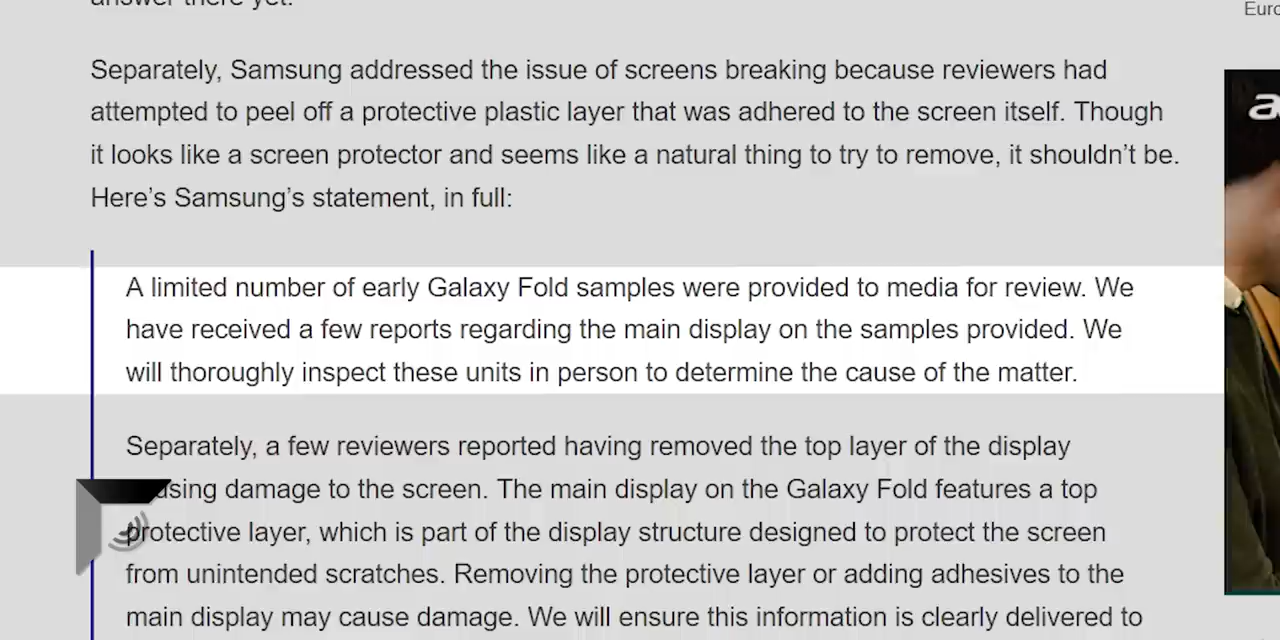 Euro
Separately, Samsung addressed the issue of screens breaking because reviewers had
attempted to peel off a protective plastic layer that was adhered to the screen itself. Though
it looks like a screen protector and seems like a natural thing to try to remove, it shouldn’t be.
Here’s Samsung’s statement, in full:
A limited number of early Galaxy Fold samples were provided to media for review. We
have received a few reports regarding the main display on the samples provided. We
will thoroughly inspect these units in person to determine the cause of the matter.
Separately, a few reviewers reported having removed the top layer of the display
using damage to the screen. The main display on the Galaxy Fold features a top
protective layer, which is part of the display structure designed to protect the screen
from unintended scratches. Removing the protective layer or adding adhesives to the
main display may cause damage. We will ensure this information is clearly delivered to